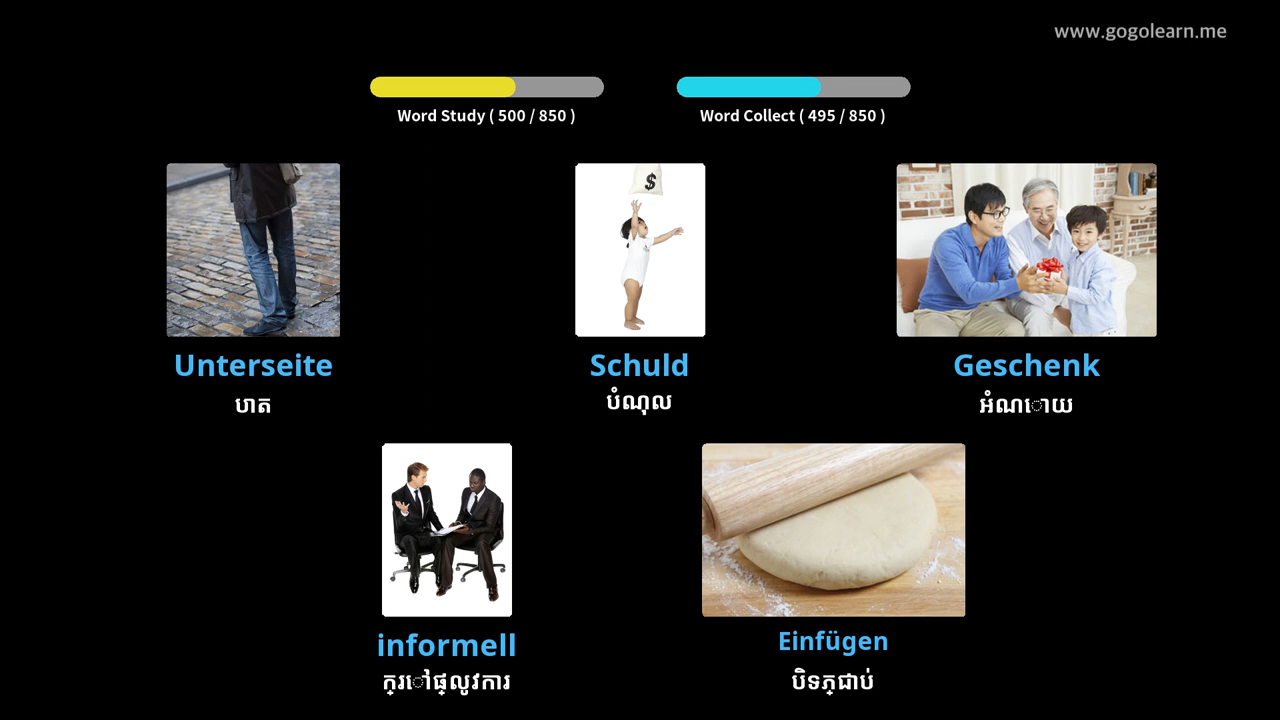 www.gogolearn.me
Word Study ( 500 / 850 )
Word Collect ( 495 / 850 )
$
Unterseite
បាត
Schuld
បំណុល
Geschenk
អំណោយ
informell
ក្រៅផ្លូវការ
Einfügen
បិទភ្ជាប់